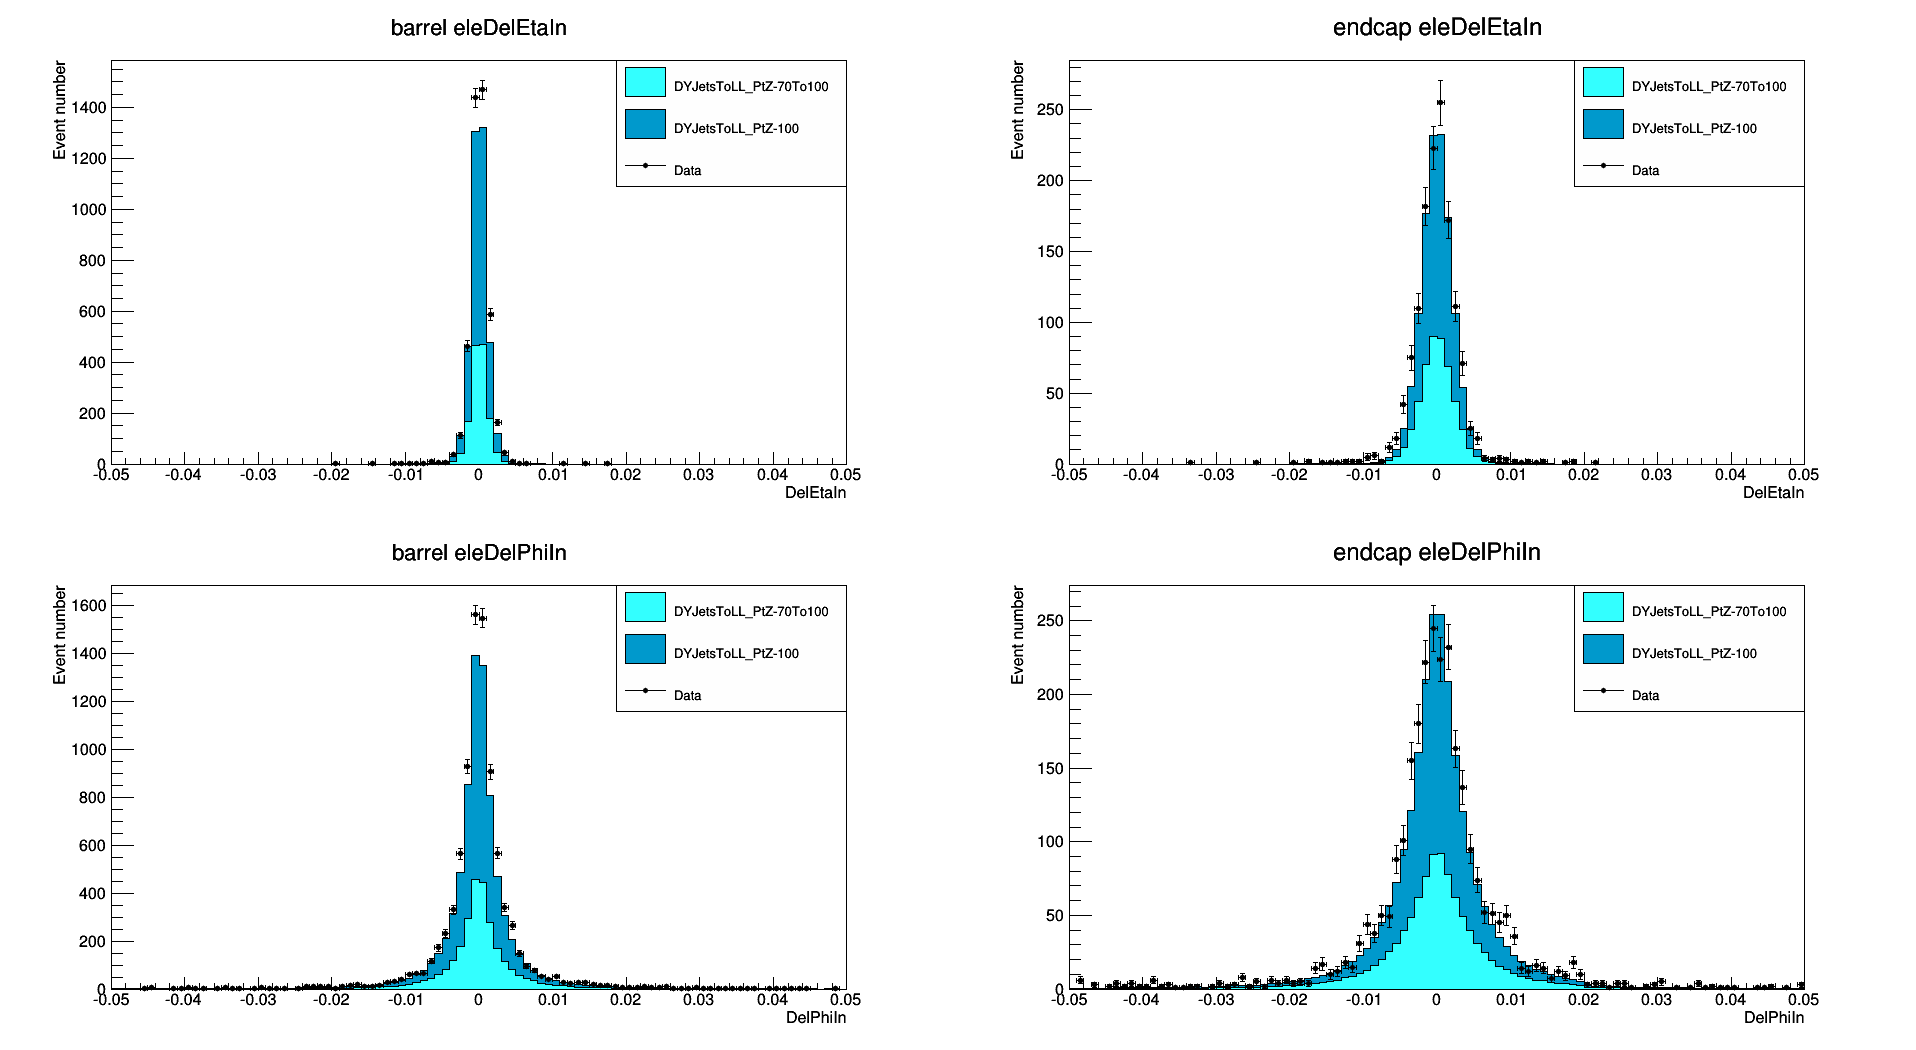 barrel eleDelEtaIn
Event number
1400
1200
1000
800
600
400
200
0
-0.05 -0.04 -0.03 -0.02 -0.01 0 0.01 0.02 0.03 0.04 0.05
DelEtaIn
DYJetsToLL_PtZ-70To100
DYJetsToLL_PtZ-100
Data
endcap eleDelEtaIn
Event number
250
200
150
100
50
0
-0.05 -0.04 -0.03 -0.02 -0.01 0 0.01 0.02 0.03 0.04 0.05
DelEtaIn
DYJetsToLL_PtZ-70To100
DYJetsToLL_PtZ-100
Data
barrel eleDelPhiIn
Event number
1600
1400
1200
1000
800
600
400
200
0
-0.05 -0.04 -0.03 -0.02 -0.01 0 0.01 0.02 0.03 0.04 0.05
DelPhiIn
DYJetsToLL_PtZ-70To100
DYJetsToLL_PtZ-100
Data
endcap eleDelPhiIn
Event number
250
200
150
100
50
0
-0.05 -0.04 -0.03 -0.02 -0.01 0 0.01 0.02 0.03 0.04 0.05
DelPhiIn
DYJetsToLL_PtZ-70To100
DYJetsToLL_PtZ-100
Data